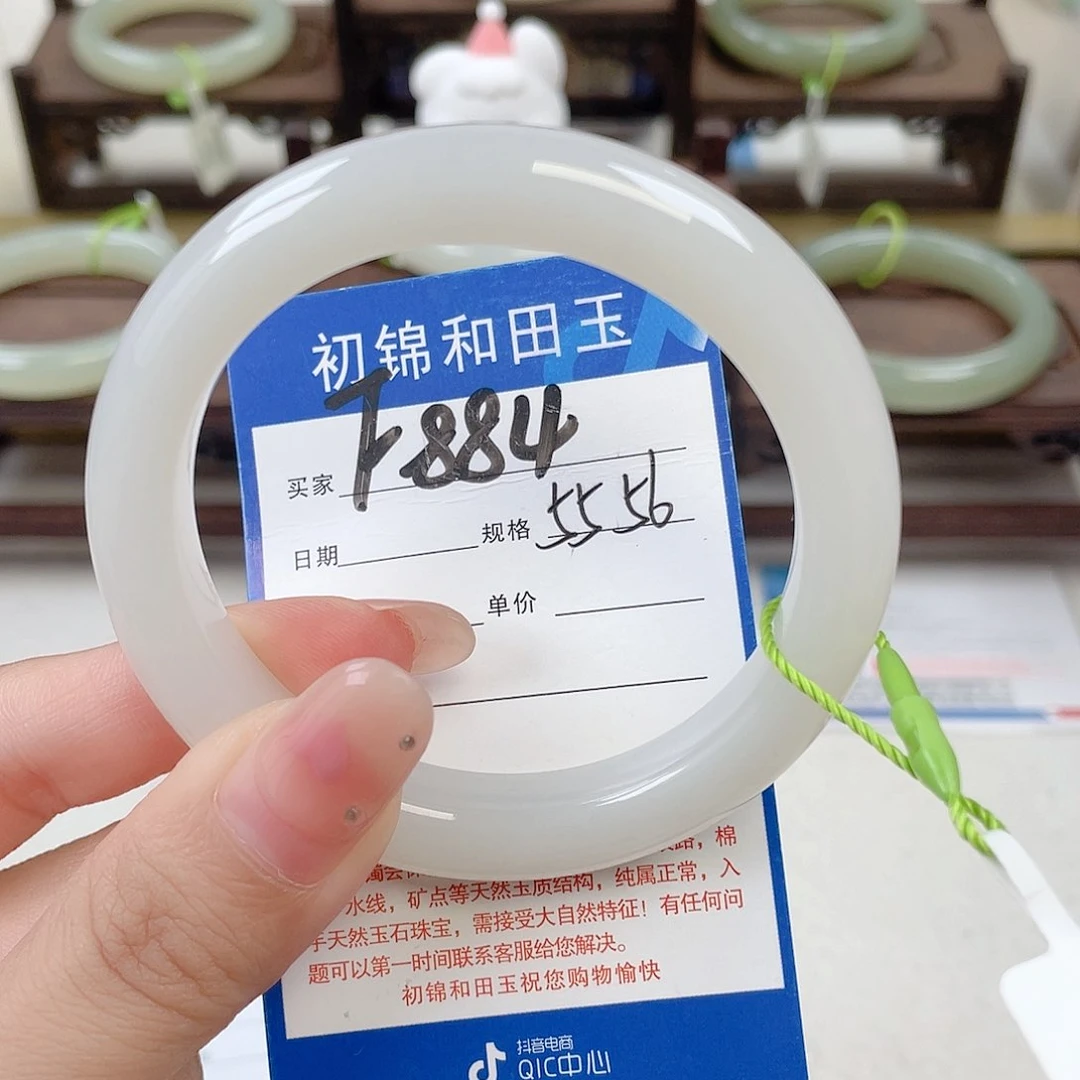 初锦和田玉
买家 F-884
规格 55 56
日期
单价
棉
水线，矿点等天然玉质结构，纯属正常，入
手天然玉石珠宝，需接受大自然特征！有任何问
题可以第一时间联系客服给您解决。
初锦和田玉祝您购物愉快
抖音电商
QIC中心